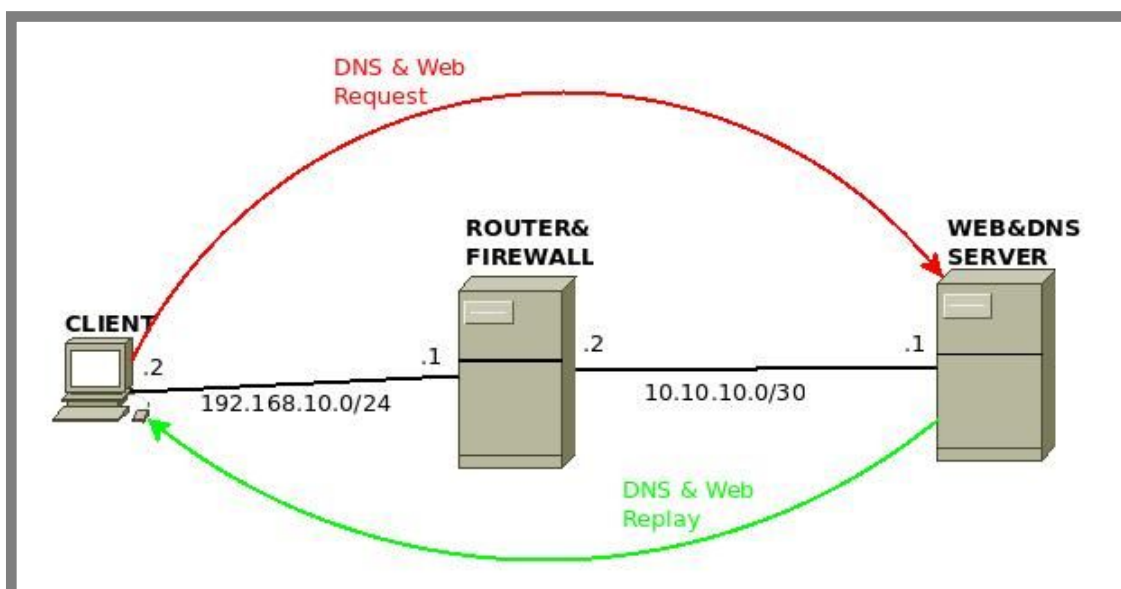 DNS & Web
Request
ROUTER&
FIREWALL
WEB&DNS
SERVER
CLIENT
.2
.1
.2
.1
192.168.10.0/24
10.10.10.0/30
DNS & Web
Replay